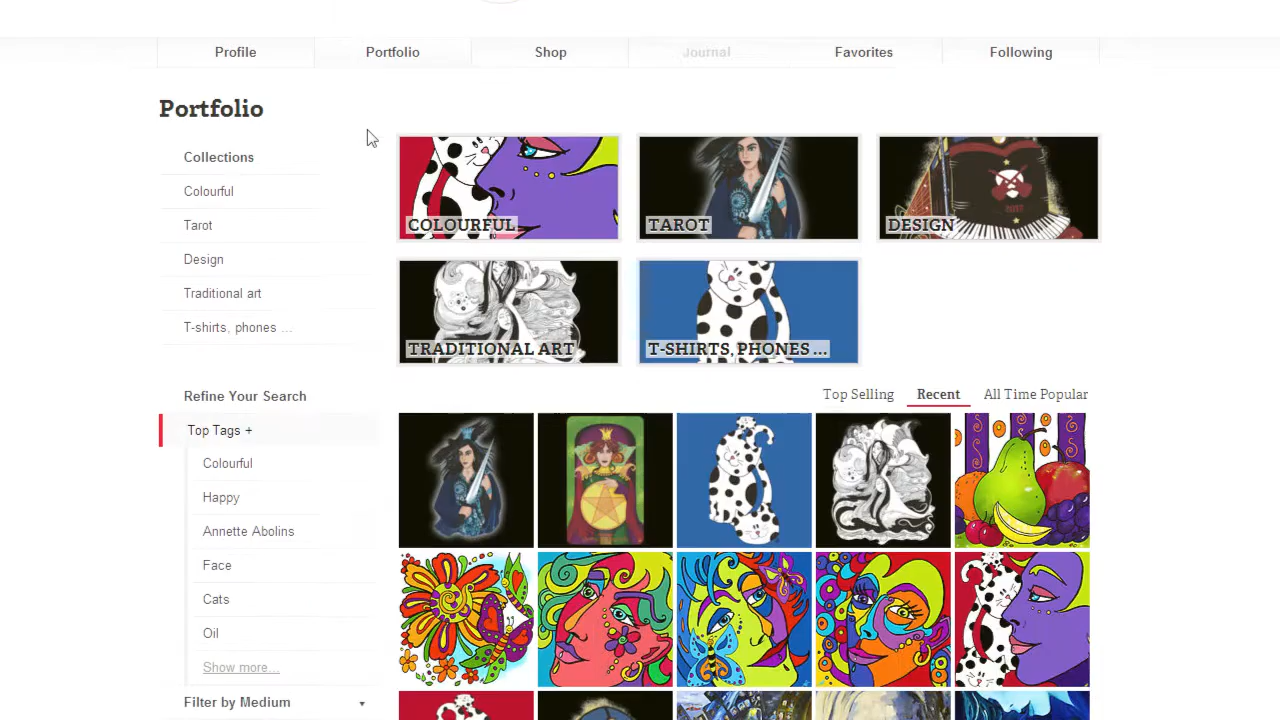 Profile
Portfolio
Shop
Journal
Favorites
Following
Portfolio
Collections
Colourful
Tarot
Design
Traditional art
T-shirts, phones ...
COLOURFUL
TAROT
DESIGN
TRADITIONAL ART
T-SHIRTS, PHONES ...
Refine Your Search
Top Tags +
Colourful
Happy
Annette Abolins
Face
Cats
Oil
Show more...
Filter by Medium
Top Selling
Recent
All Time Popular